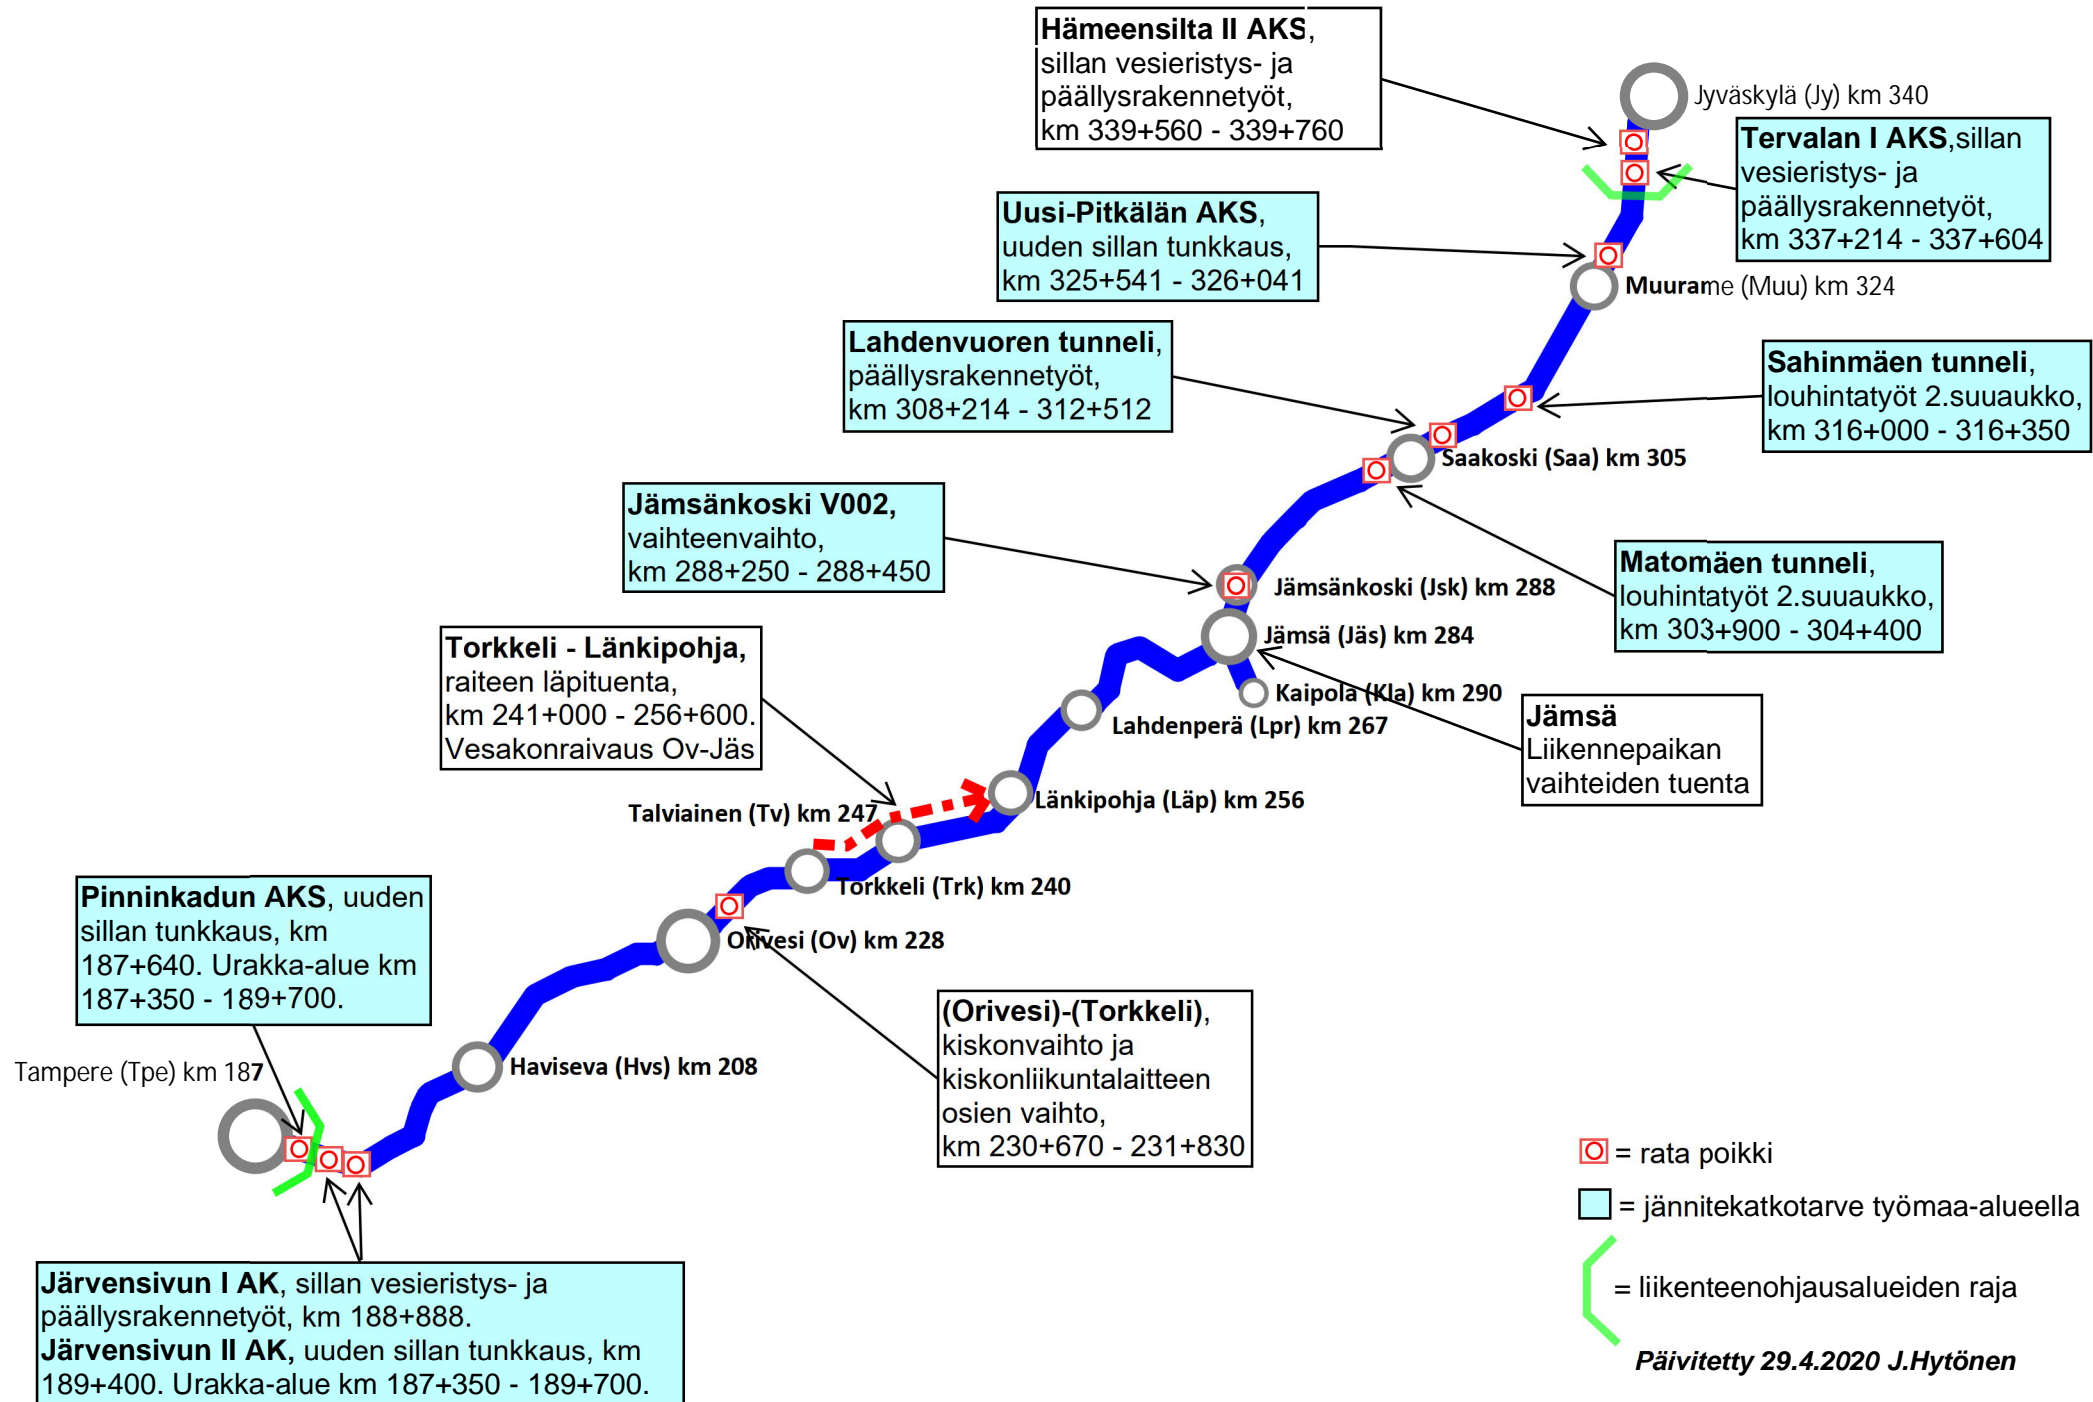 Hämeensilta II AKS,
sillan vesieristys- ja
päällysrakennetyöt,
km 339+560 - 339+760
Jyväskylä (Jy) km 340
Tervalan I AKS,sillan
vesieristys- ja
päällysrakennetyöt,
km 337+214 - 337+604
Uusi-Pitkälän AKS,
uuden sillan tunkkaus,
km 325+541 - 326+041
Muurame (Muu) km 324
Lahdenvuoren tunneli,
päällysrakennetyöt,
km 308+214 - 312+512
Sahinmäen tunneli,
louhintatyöt 2.suuaukko,
km 316+000 - 316+350
Saakoski (Saa) km 305
Jämsänkoski V002,
vaihteenvaihto,
km 288+250 - 288+450
Matomäen tunneli,
louhintatyöt 2.suuaukko,
km 303+900 - 304+400
Jämsänkoski (Jsk) km 288
Jämsä (Jäs) km 284
Torkkeli - Länkipohja,
raiteen läpituenta,
km 241+000 - 256+600.
Vesakonraivaus Ov-Jäs
Kaipola (Kla) km 290
Lahdenperä (Lpr) km 267
Jämsä
Liikennepaikan
vaihteiden tuenta
Länkipohja (Läp) km 256
Talviainen (Tv) km 247
Torkkeli (Trk) km 240
Pinninkadun AKS, uuden
sillan tunkkaus, km
187+640. Urakka-alue km
187+350 - 189+700.
Orivesi (Ov) km 228
(Orivesi)-(Torkkeli),
kiskonvaihto ja
kiskonliikuntalaitteen
osien vaihto,
km 230+670 - 231+830
Haviseva (Hvs) km 208
Tampere (Tpe) km 187
Järvensivun I AK, sillan vesieristys- ja
päällysrakennetyöt, km 188+888.
Järvensivun II AK, uuden sillan tunkkaus, km
189+400. Urakka-alue km 187+350 - 189+700.
= rata poikki
= jännitekatkotarve työmaa-alueella
= liikenteenohjausalueiden raja
Päivitetty 29.4.2020 J.Hytönen